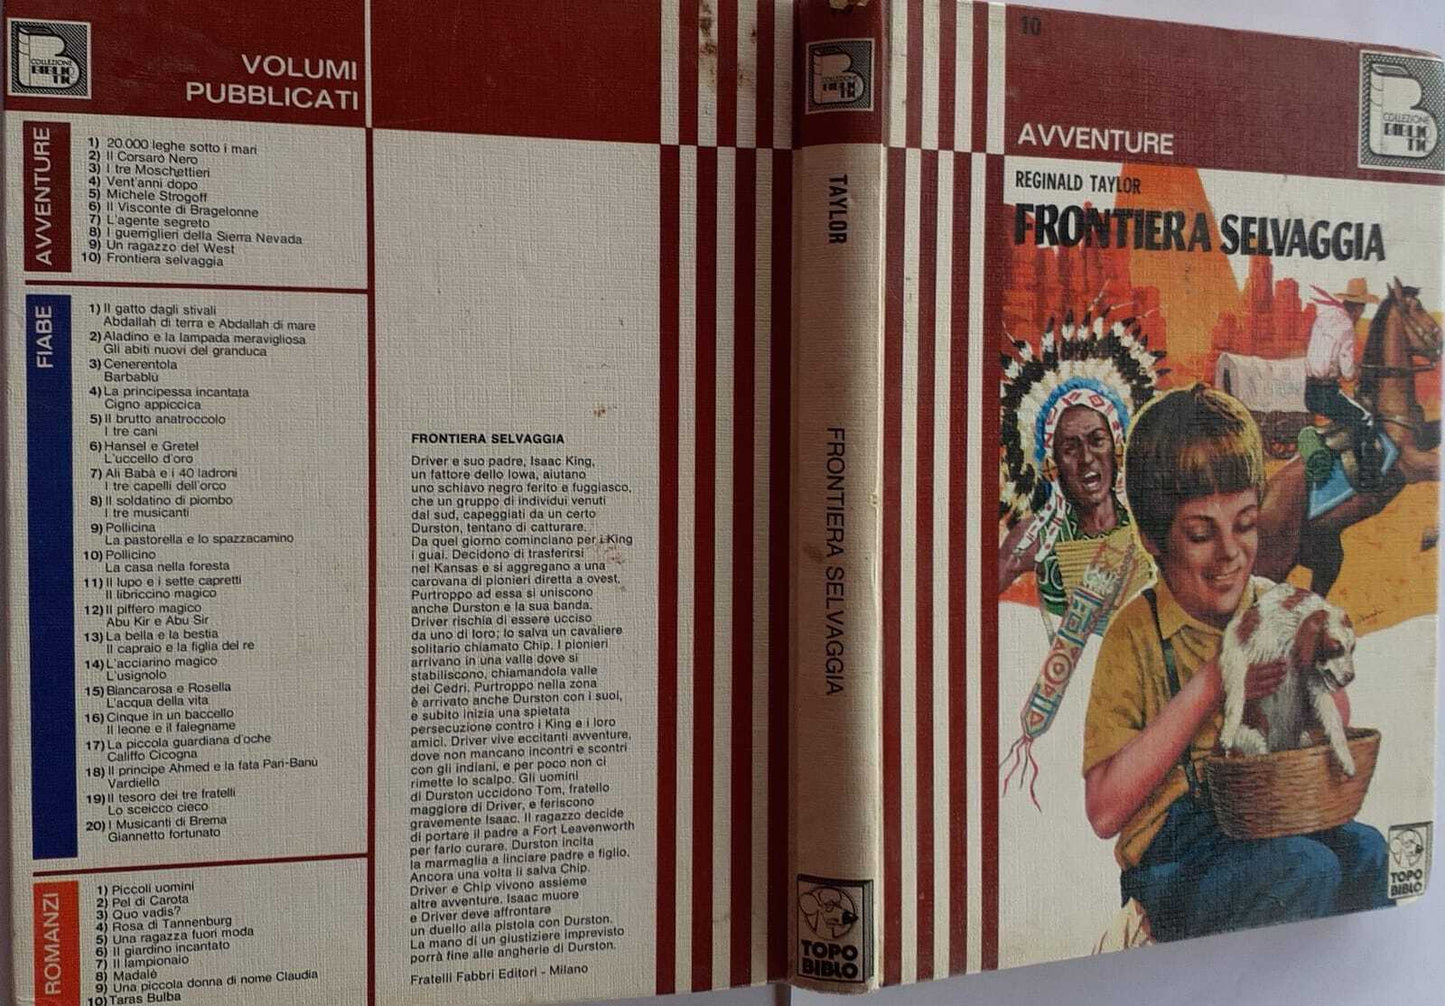 COLLEZIONE
BIBLIO
TIC
VOLUMI
PUBBLICATI
AVVENTURE
1) 20.000 leghe sotto i mari
2) Il Corsaro Nero
3) I tre Moschettieri
4) Vent'anni dopo
5) Michele Strogoff
6) Il Visconte di Bragelonne
7) L'agente segreto
8) I guerriglieri della Sierra Nevada
9) Un ragazzo del West
10) Frontiera selvaggia
FIABE
1) Il gatto dagli stivali
Abdallah di terra e Abdallah di mare
2) Aladino e la lampada meravigliosa
Gli abiti nuovi del granduca
3) Cenerentola
Barbablù
4) La principessa incantata
Cigno appiccica
5) Il brutto anatroccolo
I tre cani
6) Hansel e Gretel
L'uccello d'oro
7) Ali Babà e i 40 ladroni
I tre capelli dell'orco
8) Il soldatino di piombo
I tre musicanti
9) Pollicina
La pastorella e lo spazzacamino
10) Pollicino
La casa nella foresta
11) Il lupo e i sette capretti
Il libriccino magico
12) Il piffero magico
Abu Kir e Abu Sir
13) La bella e la bestia
Il capraio e la figlia del re
14) L'acciarino magico
L'usignolo
15) Biancarosa e Rosella
L'acqua della vita
16) Cinque in un baccello
Il leone e il falegname
17) La piccola guardiana d'oche
Califfo Cicogna
18) Il principe Ahmed e la fata Pari-Banù
Vardiello
19) Il tesoro dei tre fratelli
Lo sceicco cieco
20) I Musicanti di Brema
Giannetto fortunato
ROMANZI
1) Piccoli uomini
2) Pel di Carota
3) Quo vadis?
4) Rosa di Tannenburg
5) Una ragazza fuori moda
6) Il giardino incantato
7) Il lampionaio
8) Madalè
9) Una piccola donna di nome Claudia
10) Taras Bulba
FRONTIERA SELVAGGIA
Driver e suo padre, Isaac King,
un fattore dello Iowa, aiutano
uno schiavo negro ferito e fuggiasco,
che un gruppo di individui venuti
dal sud, capeggiati da un certo
Durston, tentano di catturare.
Da quel giorno cominciano per i King
i guai. Decidono di trasferirsi
nel Kansas e si aggregano a una
carovana di pionieri diretta a ovest.
Purtroppo ad essa si uniscono
anche Durston e la sua banda.
Driver rischia di essere ucciso
da uno di loro; lo salva un cavaliere
solitario chiamato Chip. I pionieri
arrivano in una valle dove si
stabiliscono, chiamandola valle
dei Cedri. Purtroppo nella zona
è arrivato anche Durston con i suoi,
e subito inizia una spietata
persecuzione contro i King e i loro
amici. Driver vive eccitanti avventure,
dove non mancano incontri e scontri
con gli indiani, e per poco non ci
rimette lo scalpo. Gli uomini
di Durston uccidono Tom, fratello
maggiore di Driver, e feriscono
gravemente Isaac. Il ragazzo decide
di portare il padre a Fort Leavenworth
per farlo curare. Durston incita
la marmaglia a linciare padre e figlio.
Ancora una volta li salva Chip.
Driver e Chip vivono assieme
altre avventure. Isaac muore
e Driver deve affrontare
un duello alla pistola con Durston.
La mano di un giustiziere imprevisto
porrà fine alle angherie di Durston.
Fratelli Fabbri Editori - Milano
COLLEZIONE
TIC
TAYLOR
FRONTIERA SELVAGGIA
TOPO
BIBLO
10
COLLEZIONE
BIBLIO
TIC
AVVENTURE
REGINALD TAYLOR
FRONTIERA SELVAGGIA
TOPO
BIBLO